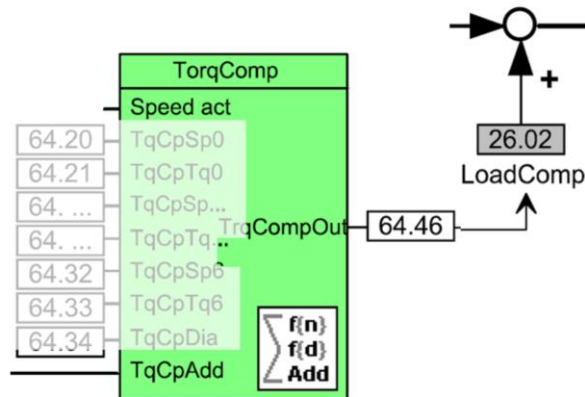 TorqComp
Speed act
64.20 TqCpSp0
64.21 TqCpTq0
64. ... TqCpSp...
64. ... TqCpTq...
TrqCompOut 64.46
64.32 TqCpSp6
64.33 TqCpTq6
64.34 TqCpDia
TqCpAdd
f{n}
f{d}
Add
+
26.02
LoadComp